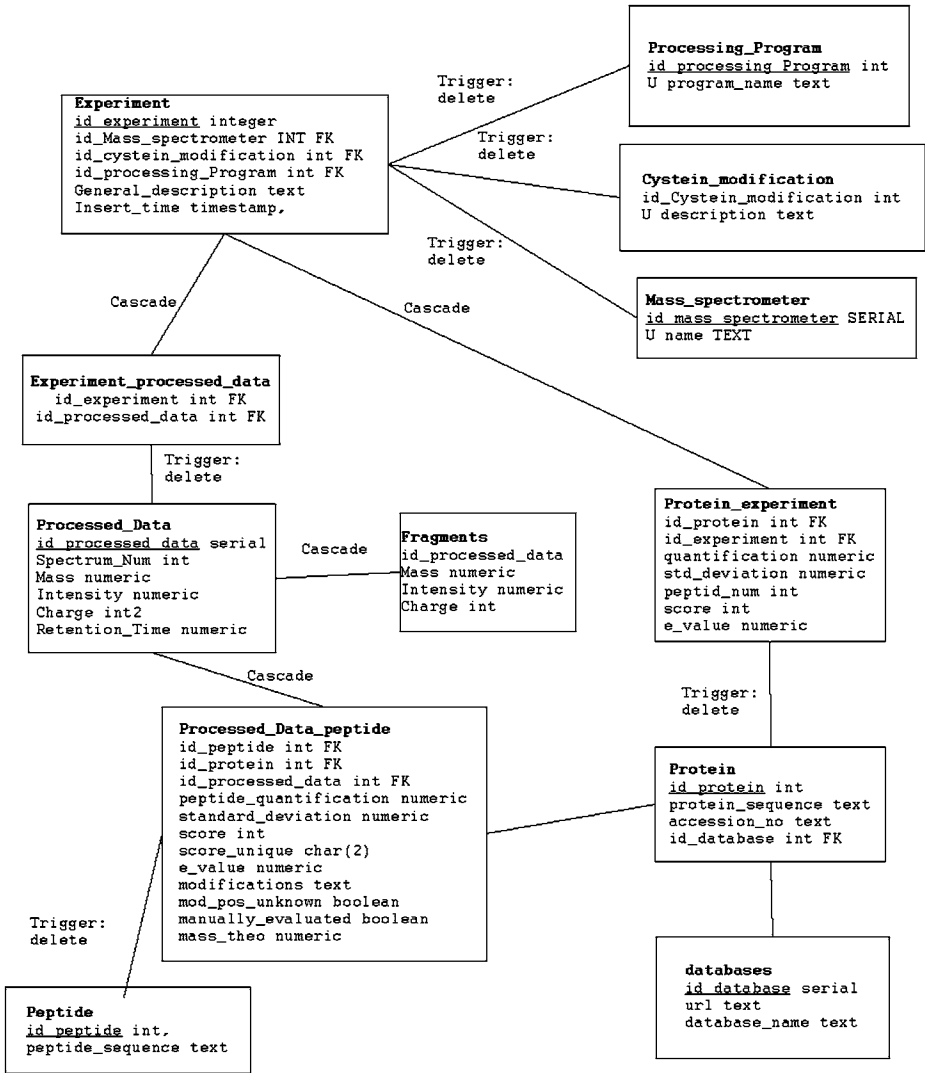 Processing_Program
id_processing_Program int
U program_name text
Trigger:
delete
Experiment
id_experiment integer
id_Mass_spectrometer INT FK
id_cystein_modification int FK
id_processing_Program int FK
General_description text
Insert_time timestamp,
Trigger:
delete
Cystein_modification
id_Cystein_modification int
U description text
Trigger:
delete
Mass_spectrometer
id_mass_spectrometer SERIAL
U name TEXT
Cascade
Cascade
Experiment_processed_data
id_experiment int FK
id_processed_data int FK
Trigger:
delete
Processed_Data
id_processed_data serial
Spectrum_Num int
Mass numeric
Intensity numeric
Charge int2
Retention_Time numeric
Cascade
Fragments
id_processed_data
Mass numeric
Intensity numeric
Charge int
Protein_experiment
id_protein int FK
id_experiment int FK
quantification numeric
std_deviation numeric
peptid_num int
score int
e_value numeric
Cascade
Trigger:
delete
Processed_Data_peptide
id_peptide int FK
id_protein int FK
id_processed_data int FK
peptide_quantification numeric
standard_deviation numeric
score int
score_unique char(2)
e_value numeric
modifications text
mod_pos_unknown boolean
manually_evaluated boolean
mass_theo numeric
Protein
id_protein int
protein_sequence text
accession_no text
id_database int FK
Trigger:
delete
Peptide
id_peptide int,
peptide_sequence text
databases
id_database serial
url text
database_name text